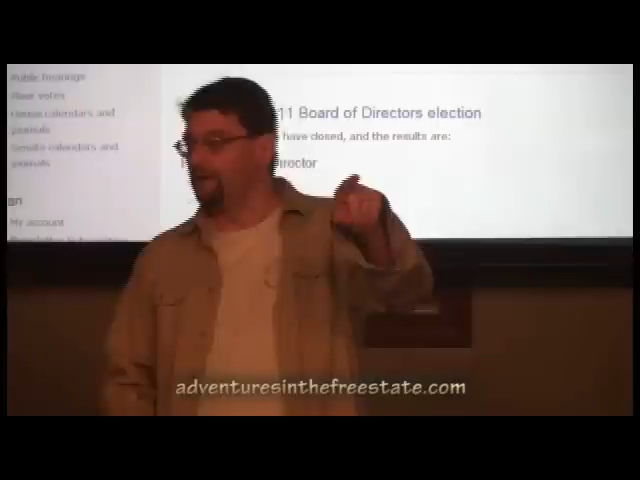 Public hearings
Floor votes
House calendars and
journals
Senate calendars and
journals
an
My account
11 Board of Directors election
have closed, and the results are:
irector
adventuresinthefreestate.com